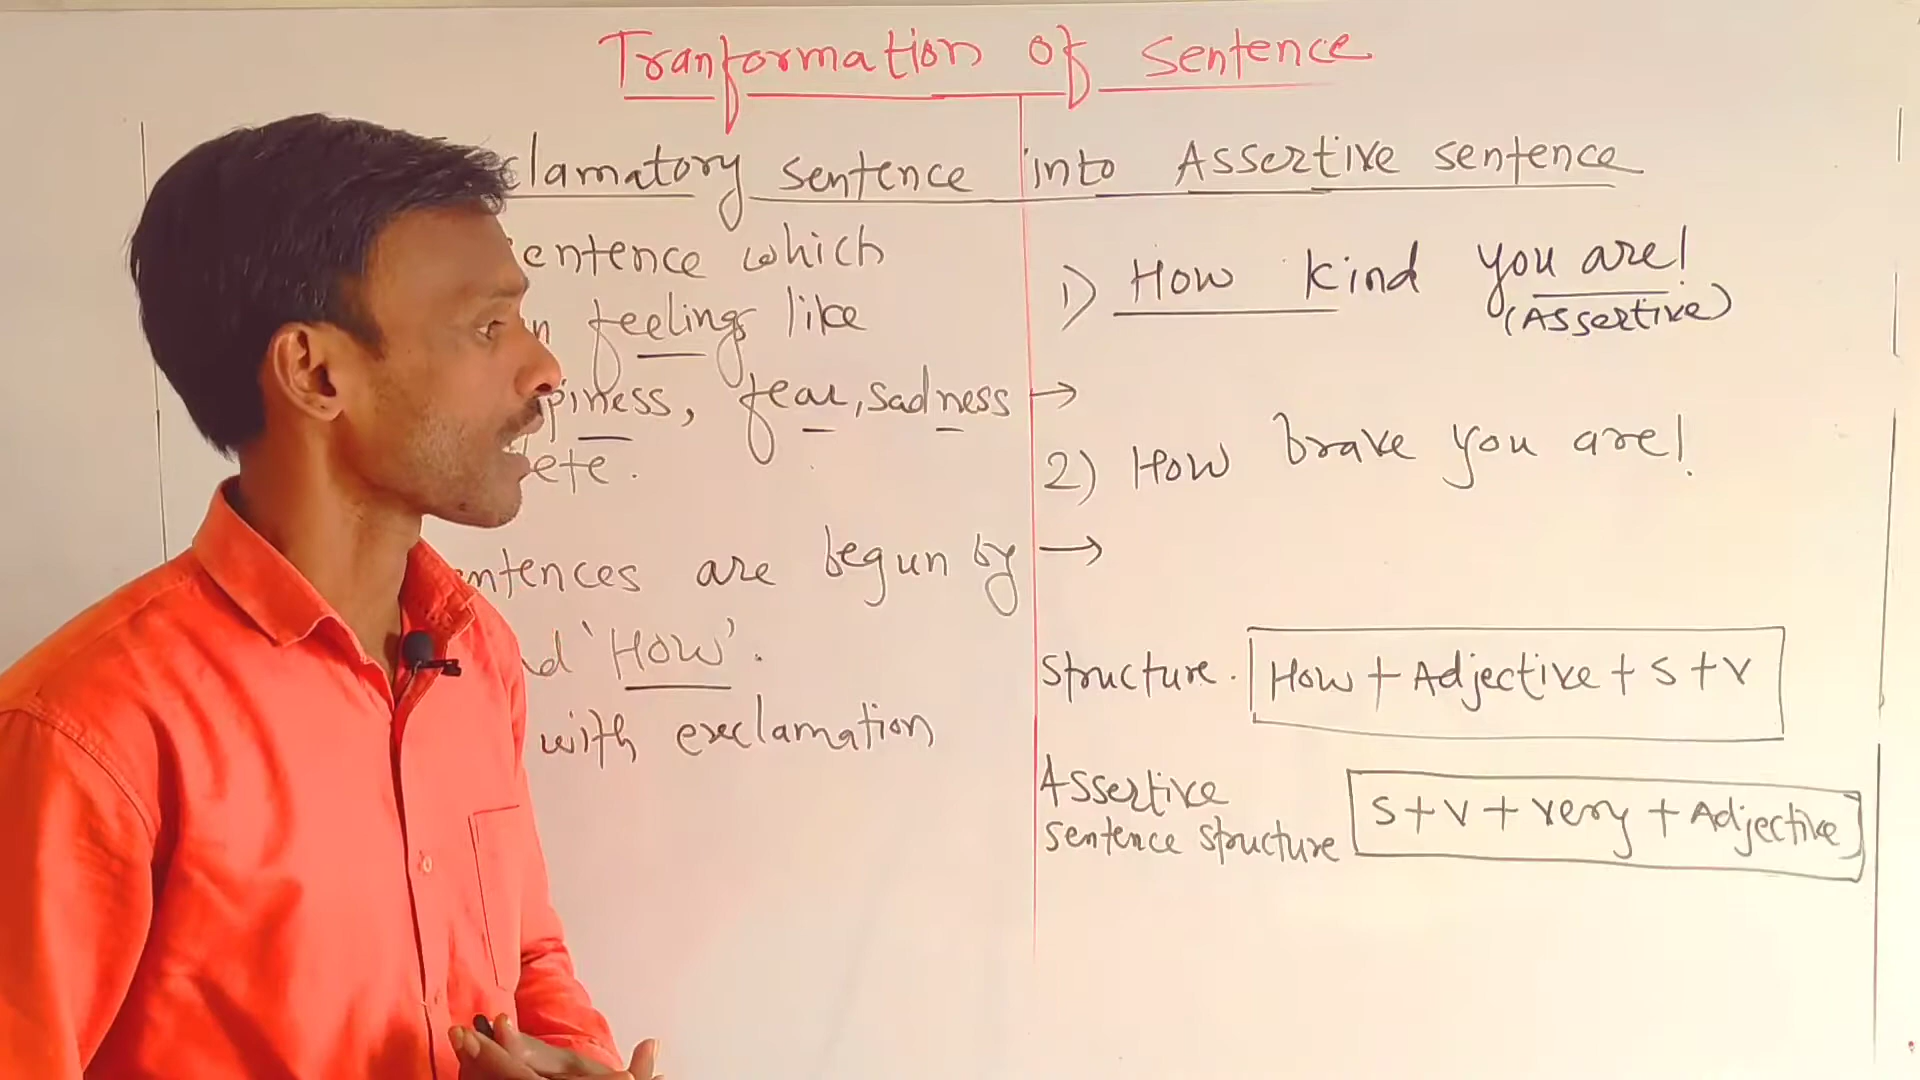 Tranformation of sentence
clamatory sentence into Assertive sentence
entence which
feelings like
piness, fear, sadness
ete.
entences are begun by
'How'.
with exclamation
1) How kind you are!
(Assertive)
→
2) How brave you are!
→
structure. How + Adjective + S + V
Assertive
sentence structure S + V + very + Adjective